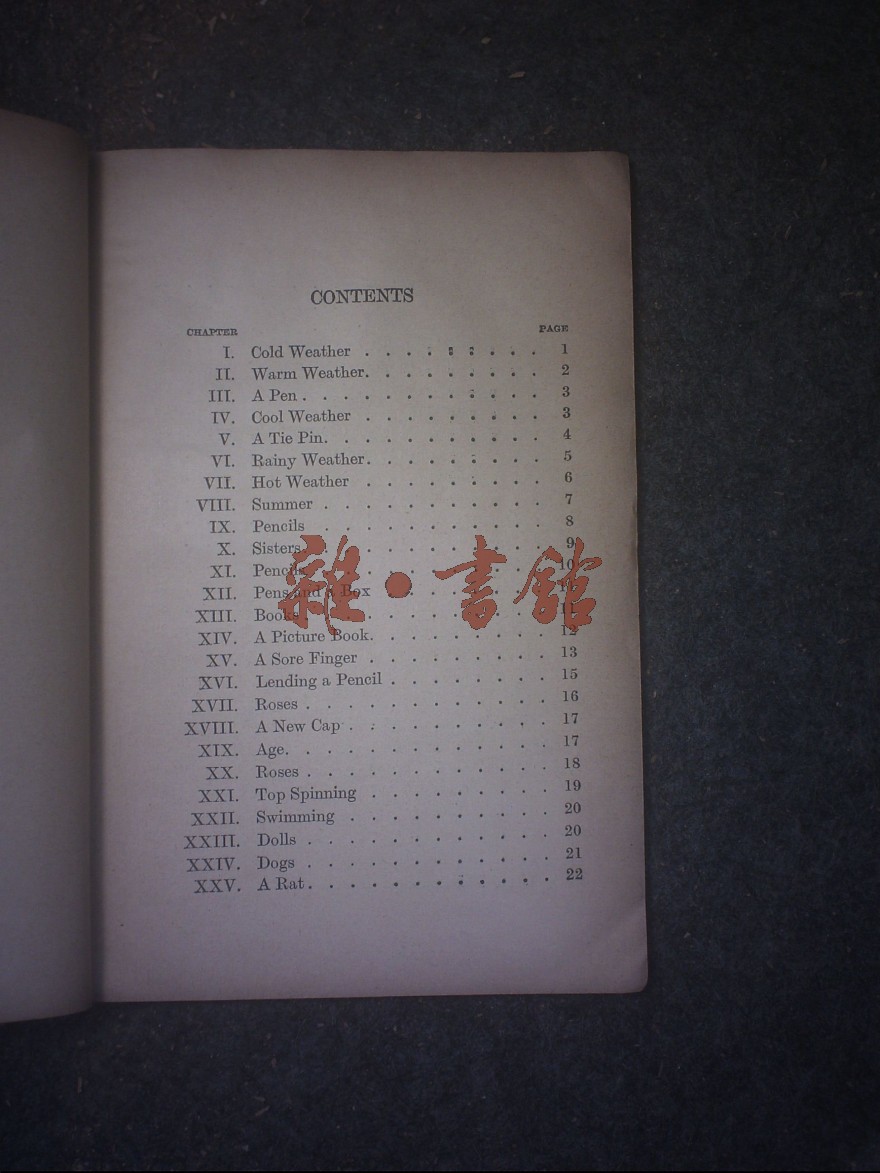 CONTENTS
CHAPTER PAGE
I. Cold Weather . . . . . . . . . 1
II. Warm Weather. . . . . . . . . 2
III. A Pen . . . . . . . . . . . . 3
IV. Cool Weather . . . . . . . . . 3
V. A Tie Pin. . . . . . . . . . . 4
VI. Rainy Weather. . . . . . . . . 5
VII. Hot Weather . . . . . . . . . 6
VIII. Summer . . . . . . . . . . . 7
IX. Pencils . . . . . . . . . . . 8
X. Sisters . . . . . . . . . . . 9
XI. Pencils . . . . . . . . . . . 10
XII. Pens and a Box . . . . . . .
XIII. Books . . . . . . . . . . . 11
XIV. A Picture Book. . . . . . . . . 12
XV. A Sore Finger . . . . . . . . . 13
XVI. Lending a Pencil . . . . . . . . 15
XVII. Roses . . . . . . . . . . . . 16
XVIII. A New Cap . . . . . . . . . . 17
XIX. Age. . . . . . . . . . . . . 17
XX. Roses . . . . . . . . . . . . 18
XXI. Top Spinning . . . . . . . . . 19
XXII. Swimming . . . . . . . . . . 20
XXIII. Dolls . . . . . . . . . . . . 20
XXIV. Dogs . . . . . . . . . . . . 21
XXV. A Rat . . . . . . . . . . . . 22
雜·書館